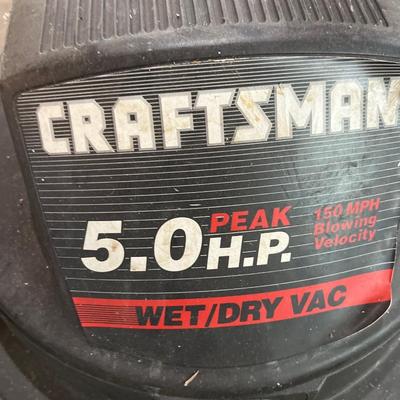 CRAFTSMAN
5.0 PEAK H.P.
150 MPH
Blowing
Velocity
WET/DRY VAC